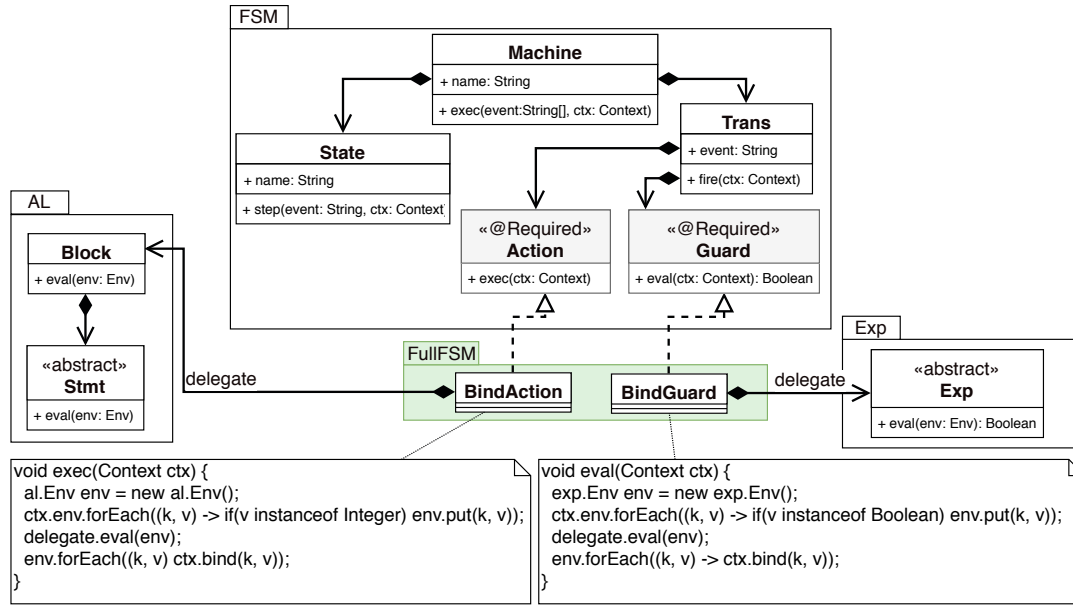 FSM
Machine
+ name: String
+ exec(event:String[], ctx: Context)
Trans
+ event: String
+ fire(ctx: Context)
State
+ name: String
+ step(event: String, ctx: Context
AL
Block
+ eval(env: Env)
«@Required»
Action
+ exec(ctx: Context)
«@Required»
Guard
+ eval(ctx: Context): Boolean
«abstract»
Stmt
+ eval(env: Env)
Exp
«abstract»
Exp
+ eval(env: Env): Boolean
FullFSM
delegate
BindAction
BindGuard
delegate
void exec(Context ctx) {
al.Env env = new al.Env();
ctx.env.forEach((k, v) -> if(v instanceof Integer) env.put(k, v));
delegate.eval(env);
env.forEach((k, v) ctx.bind(k, v));
}
void eval(Context ctx) {
exp.Env env = new exp.Env();
ctx.env.forEach((k, v) -> if(v instanceof Boolean) env.put(k, v));
delegate.eval(env);
env.forEach((k, v) -> ctx.bind(k, v));
}